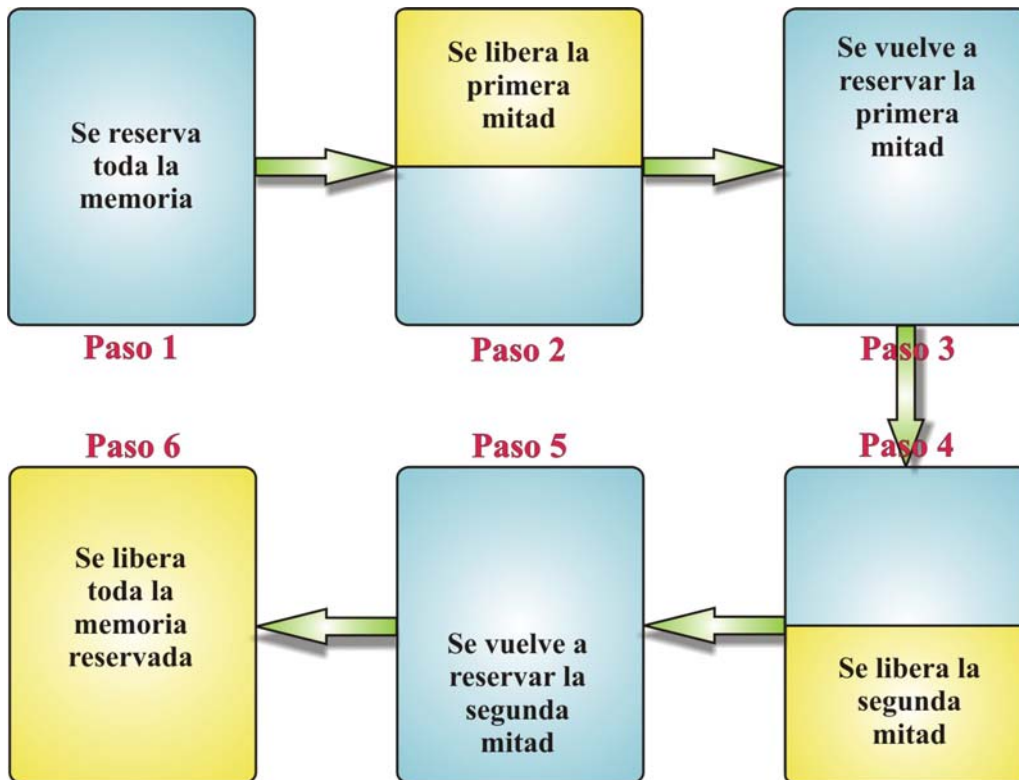 Se reserva
toda la
memoria
Paso 1
Se libera la
primera
mitad
Paso 2
Se vuelve a
reservar la
primera
mitad
Paso 3
Paso 4
Se libera la
segunda
mitad
Paso 5
Se vuelve a
reservar la
segunda
mitad
Paso 6
Se libera
toda la
memoria
reservada